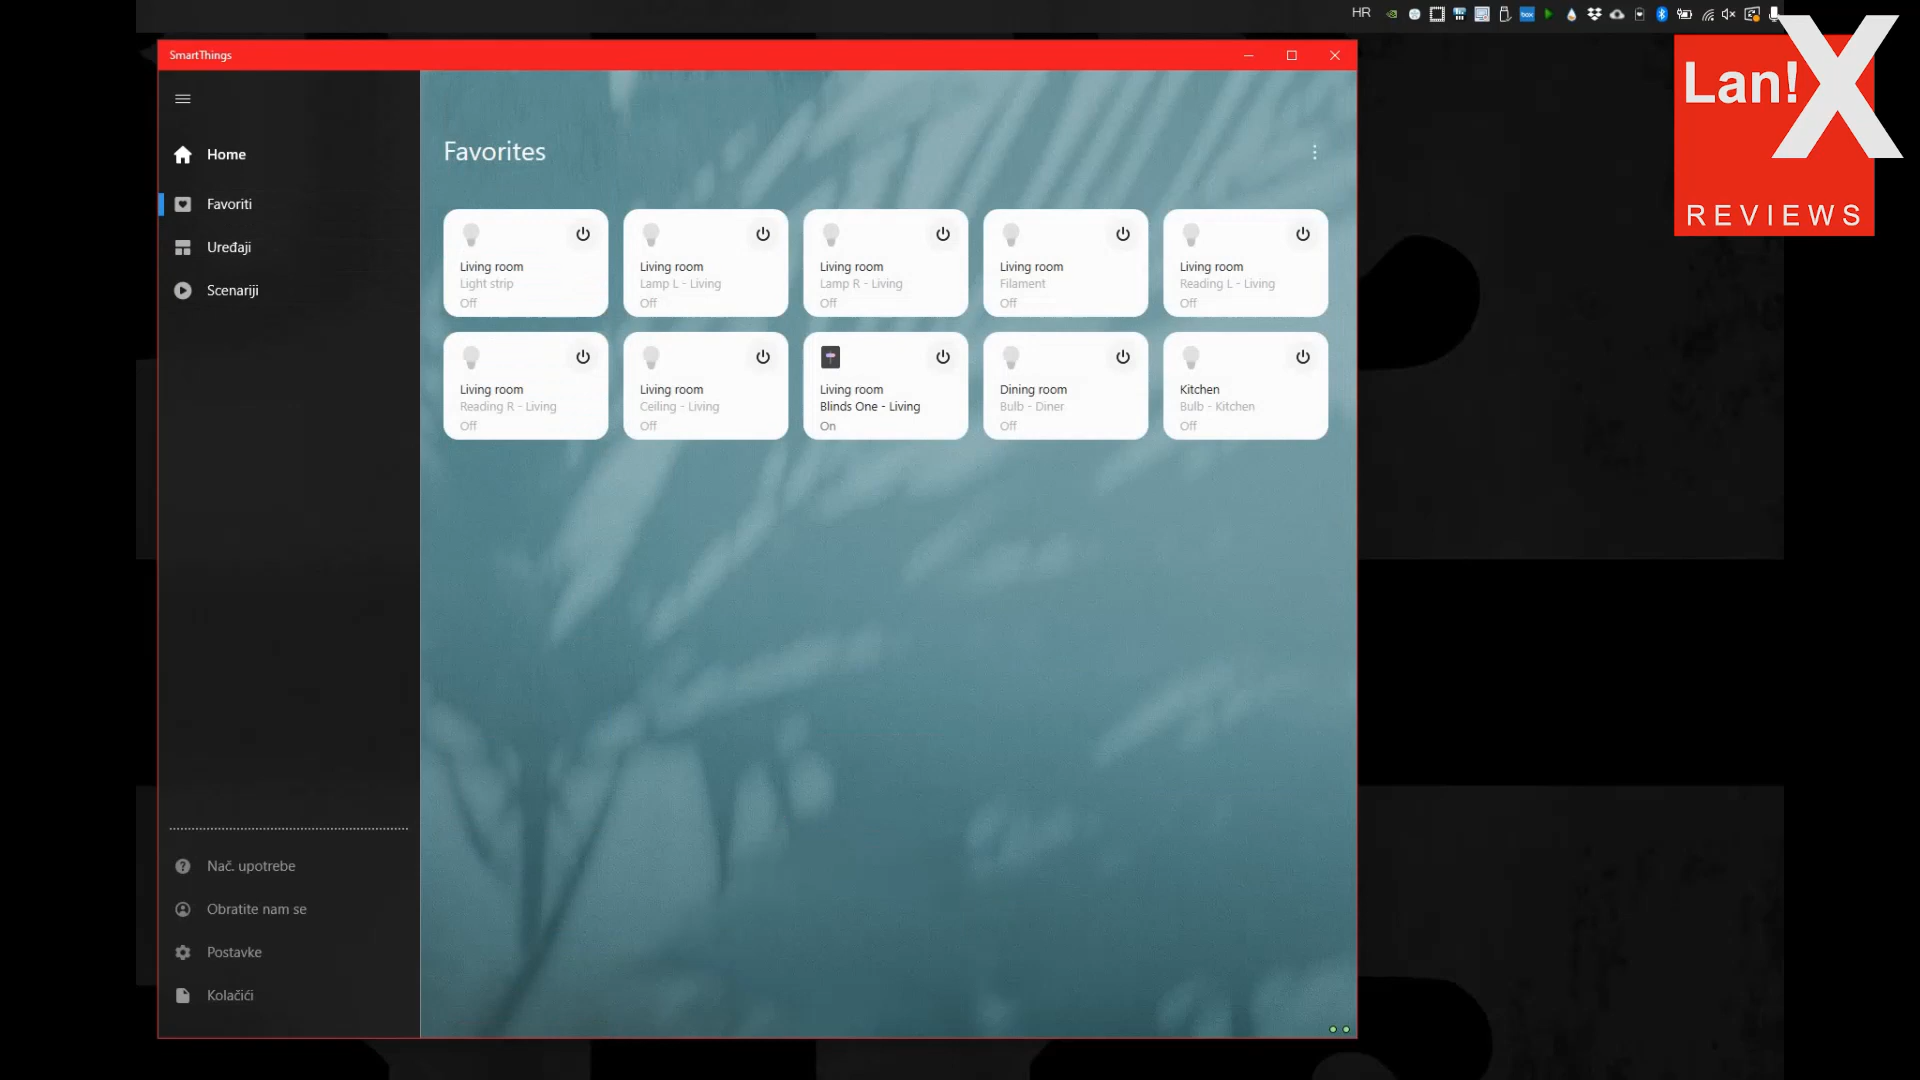 HR
SmartThings
Lan!X
REVIEWS
Home
Favoriti
Uređaji
Scenariji
Nač. upotrebe
Obratite nam se
Postavke
Kolačići
Favorites
Living room
Light strip
Off
Living room
Lamp L - Living
Off
Living room
Lamp R - Living
Off
Living room
Filament
Off
Living room
Reading L - Living
Off
Living room
Reading R - Living
Off
Living room
Ceiling - Living
Off
Living room
Blinds One - Living
On
Dining room
Bulb - Diner
Off
Kitchen
Bulb - Kitchen
Off